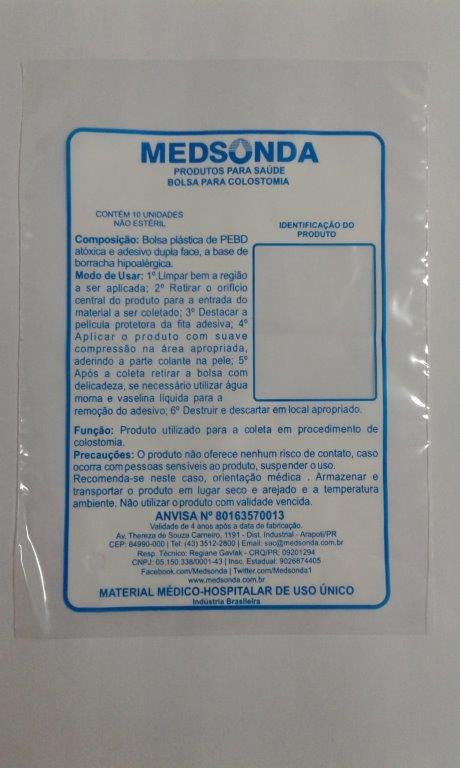 MEDSONDA
PRODUTOS PARA SAÚDE
BOLSA PARA COLOSTOMIA
CONTÉM 10 UNIDADES
NÃO ESTÉRIL
IDENTIFICAÇÃO DO
PRODUTO
Composição: Bolsa plástica de PEBD
atóxica e adesivo dupla face, a base de
borracha hipoalérgica.
Modo de Usar: 1º Limpar bem a região
a ser aplicada; 2º Retirar o orifício
central do produto para a entrada do
material a ser coletado; 3º Destacar a
película protetora da fita adesiva; 4º
Aplicar o produto com suave
compressão na área apropriada,
aderindo a parte colante na pele; 5º
Após a coleta retirar a bolsa com
delicadeza, se necessário utilizar água
morna e vaselina líquida para a
remoção do adesivo; 6º Destruir e descartar em local apropriado.
Função: Produto utilizado para a coleta em procedimento de
colostomia.
Precauções: O produto não oferece nenhum risco de contato, caso
ocorra com pessoas sensíveis ao produto, suspender o uso.
Recomenda-se neste caso, orientação médica . Armazenar e
transportar o produto em lugar seco e arejado e a temperatura
ambiente. Não utilizar o produto com validade vencida.
ANVISA Nº 80163570013
Validade de 4 anos após a data de fabricação.
Av. Thereza de Souza Carneiro, 1191 - Dist. Industrial - Arapoti/PR
CEP: 84990-000 | Tel: (43) 3512-2800 | Email: sac@medsonda.com.br
Resp. Técnico: Regiane Gavlak - CRQ/PR: 09201294
CNPJ: 05.150.338/0001-43 | Insc. Estadual: 9026874405
Facebook.com/Medsonda | Twitter.com/Medsonda1
www.medsonda.com.br
MATERIAL MÉDICO-HOSPITALAR DE USO ÚNICO
Indústria Brasileira